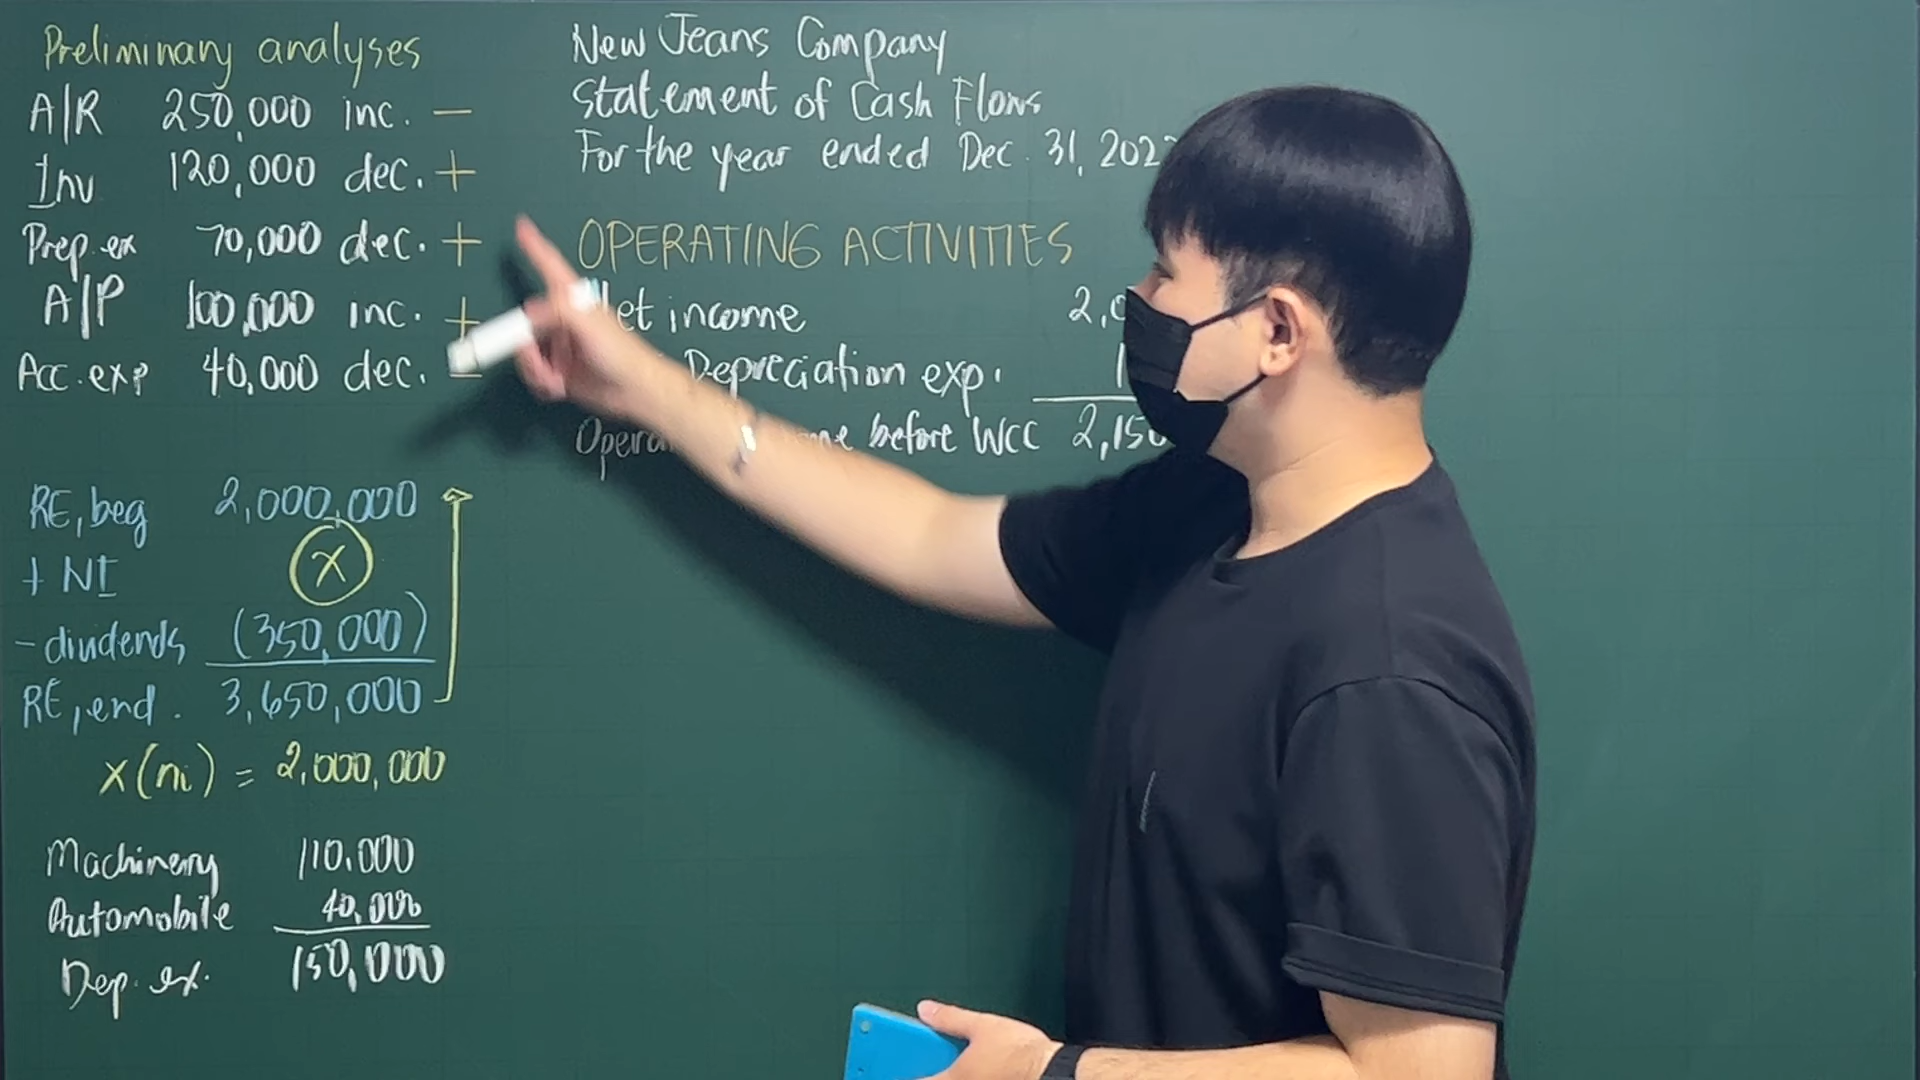 Preliminary analyses
A/R 250,000 inc. −
Inv 120,000 dec. +
Prep. ex 70,000 dec. +
A/P 100,000 inc. +
Acc. exp 40,000 dec. −
RE, beg 2,000,000
+ NI X
- dividends (350,000)
RE, end. 3,650,000
X(ni) = 2,000,000
Machinery 110,000
Automobile 40,000
Dep. ex. 150,000
New Jeans Company
Statement of Cash Flows
For the year ended Dec. 31,
OPERATING ACTIVITIES
Net income
Depreciation exp.
before WCC 2,150